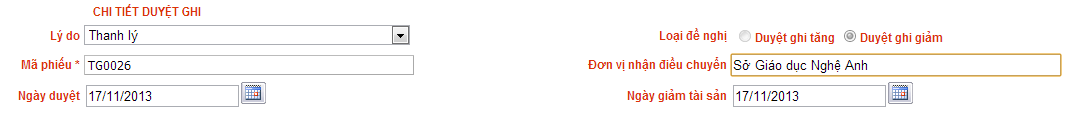 CHI TIẾT DUYỆT GHI
Lý do Thanh lý Loại đề nghị Duyệt ghi tăng Duyệt ghi giảm
Mã phiếu * TG0026 Đơn vị nhận điều chuyển Sở Giáo dục Nghệ Anh
Ngày duyệt 17/11/2013 Ngày giảm tài sản 17/11/2013